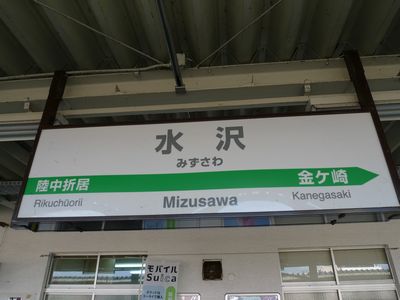 水沢
みずさわ
陸中折居 金ケ崎
Rikuchūorii Mizusawa Kanegasaki
モバイル
Suica